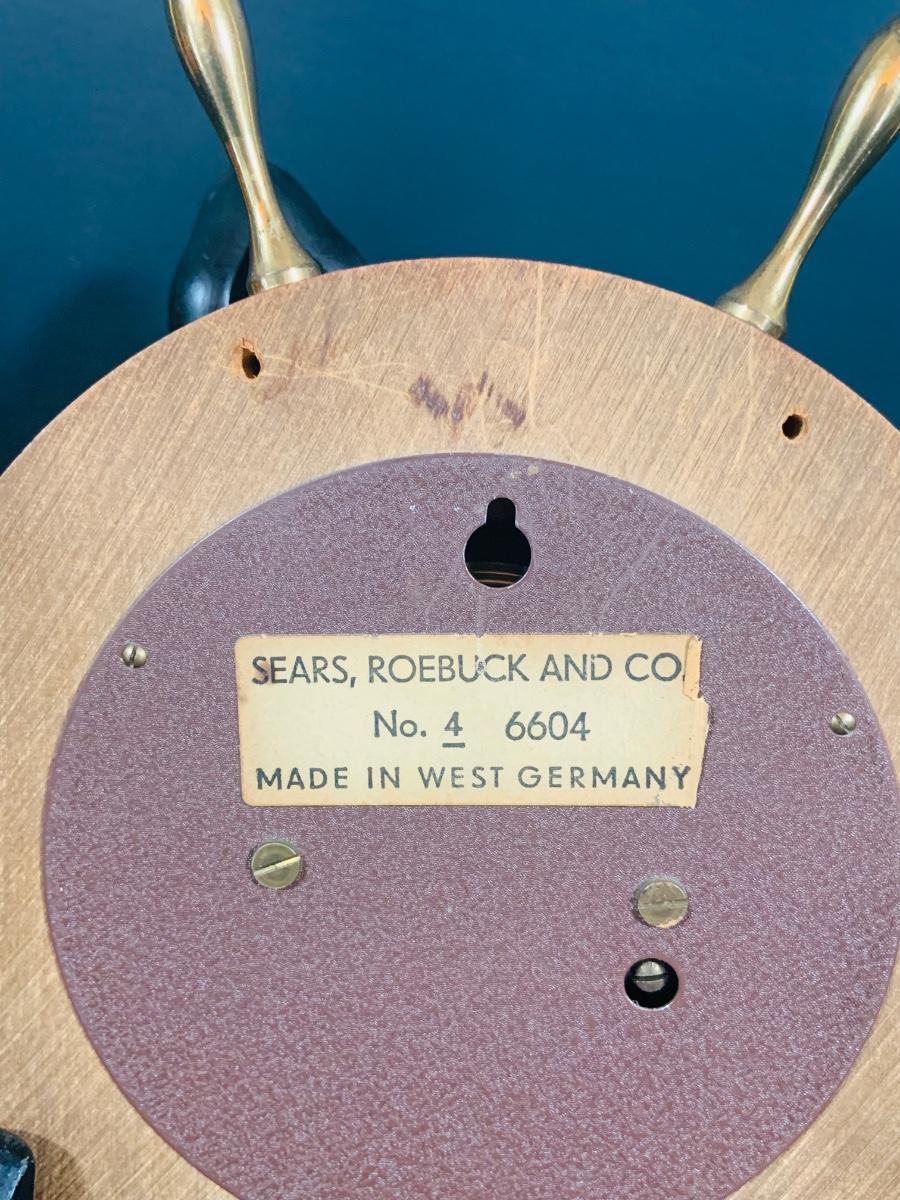 SEARS, ROEBUCK AND CO.
No. 4 6604
MADE IN WEST GERMANY